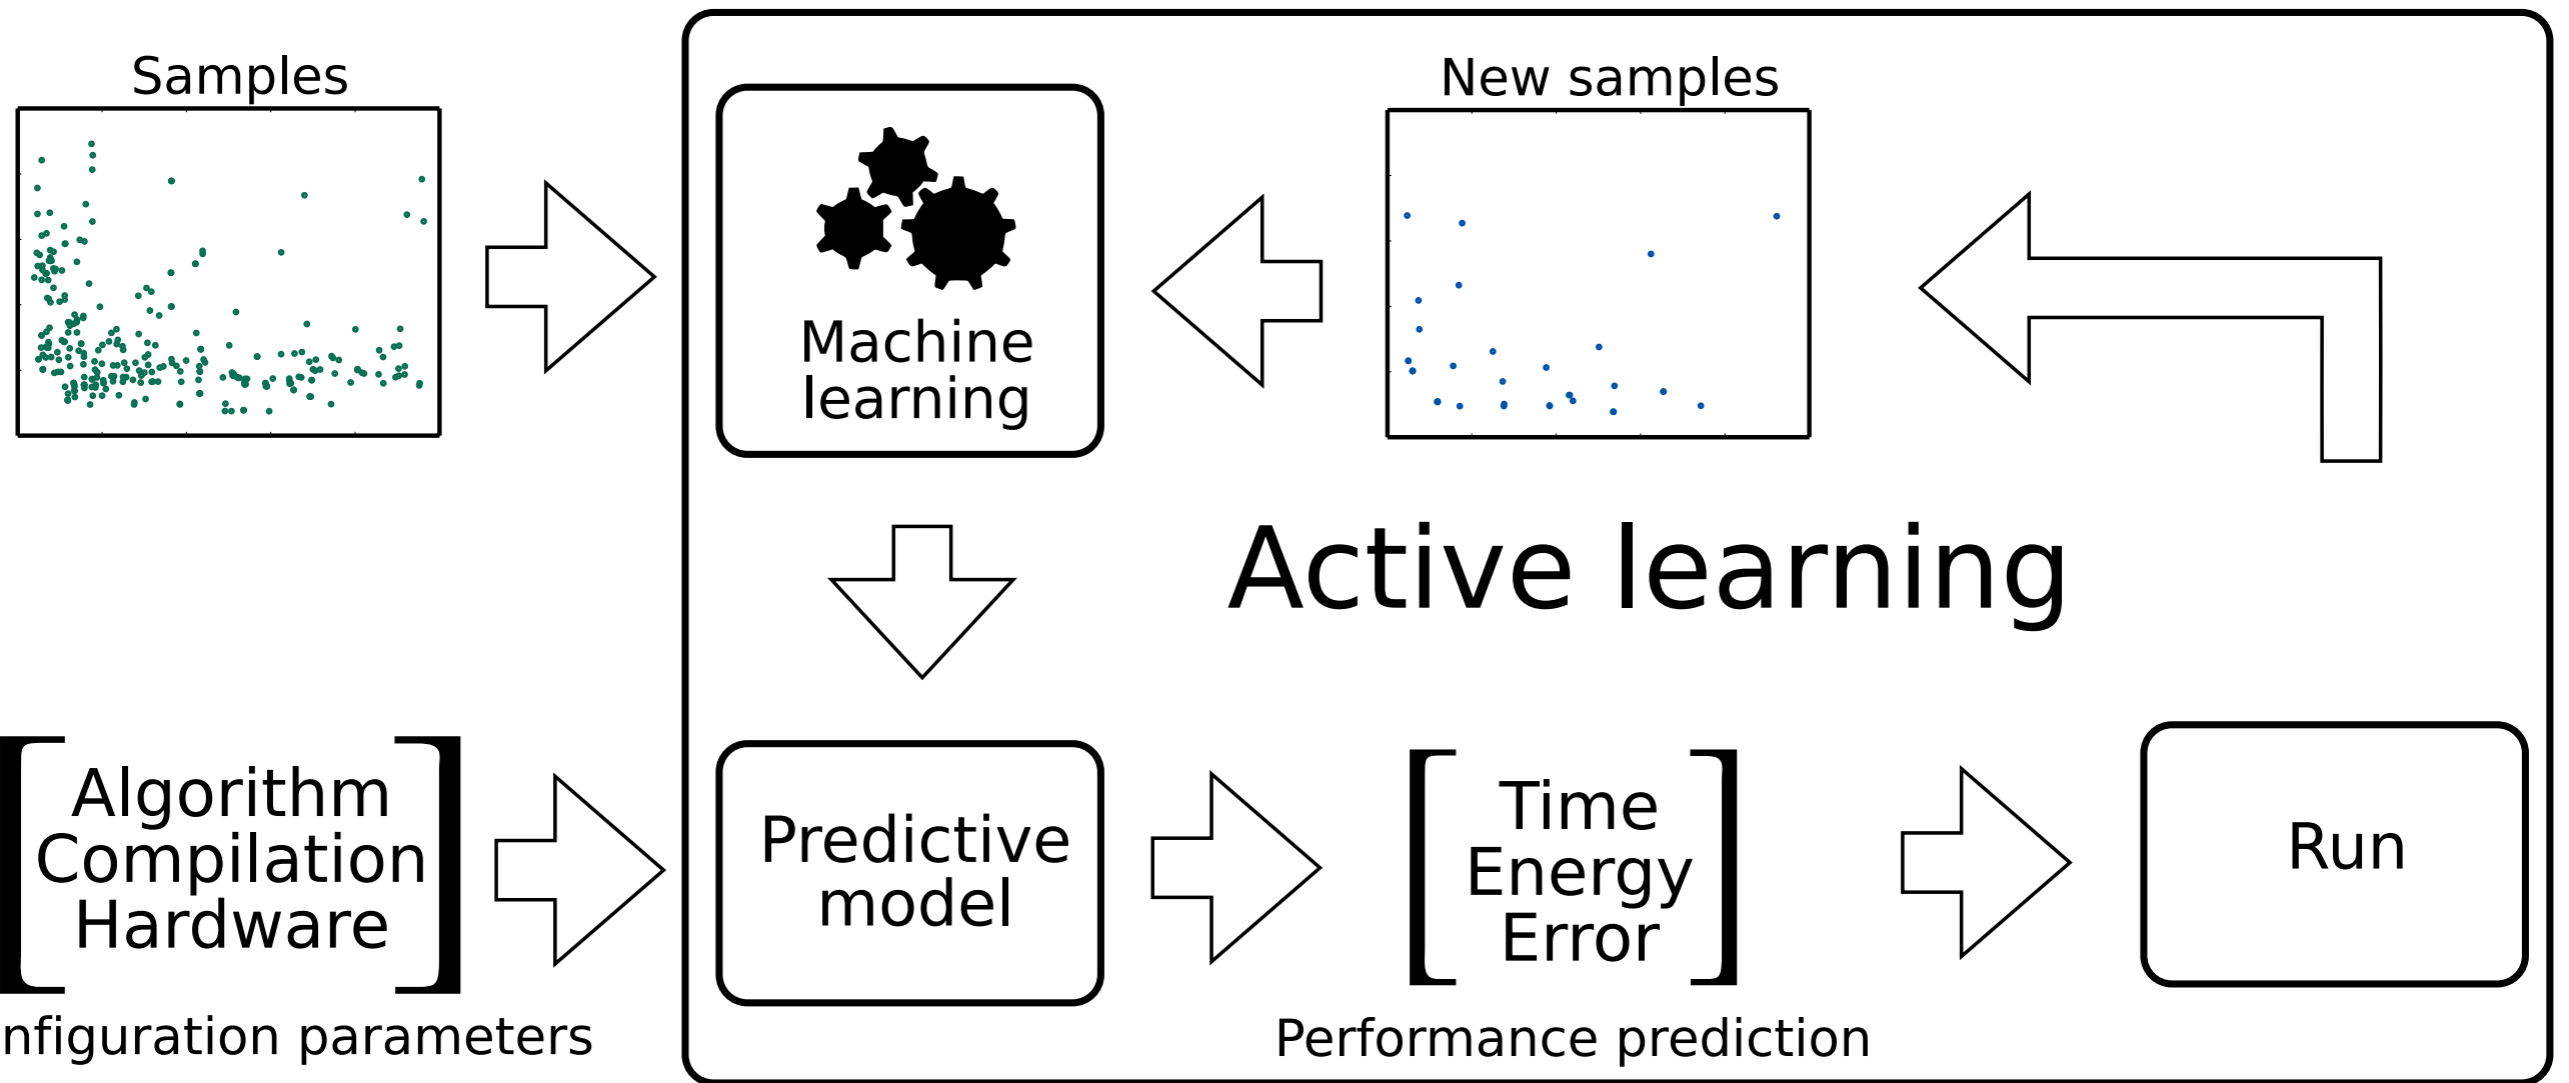 Samples
New samples
Machine
learning
Active learning
Algorithm
Compilation
Hardware
Predictive
model
Time
Energy
Error
Run
nfiguration parameters
Performance prediction